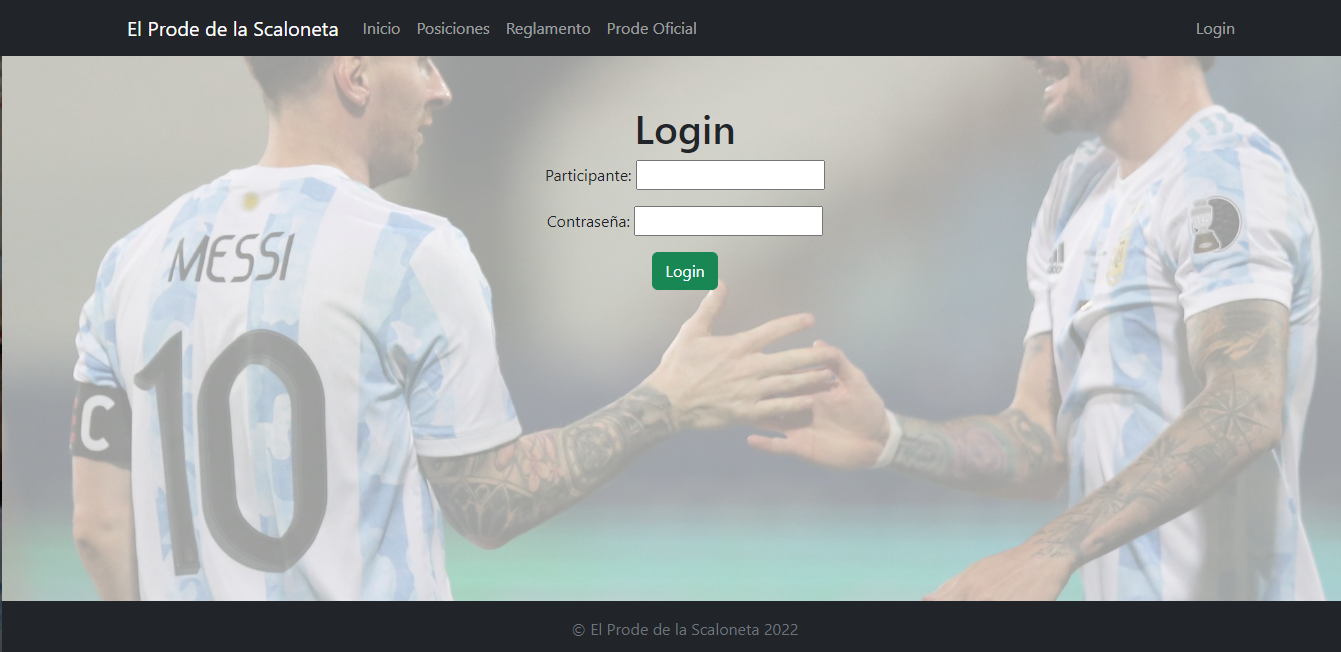 El Prode de la Scaloneta Inicio Posiciones Reglamento Prode Oficial Login
Login
Participante:
Contraseña:
Login
MESSI
10
C
© El Prode de la Scaloneta 2022